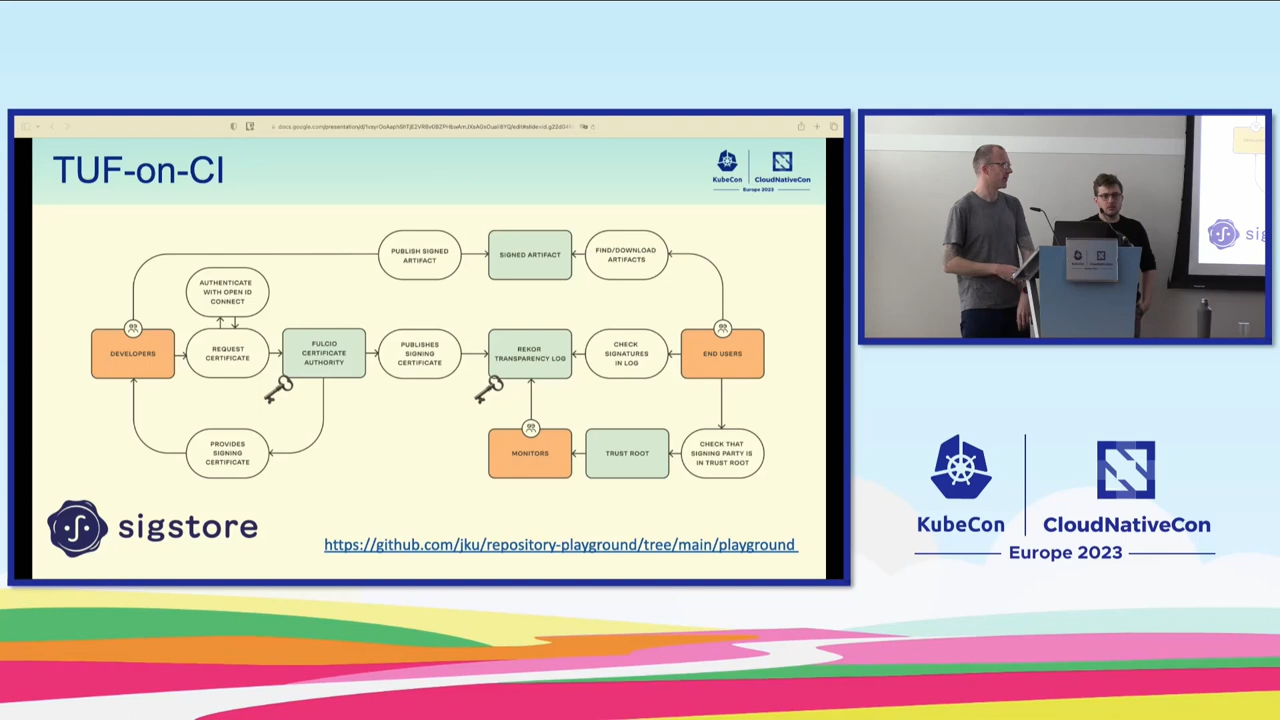 TUF-on-CI
KubeCon
CloudNativeCon
Europe 2023
PUBLISH SIGNED
ARTIFACT
SIGNED ARTIFACT
FIND/DOWNLOAD
ARTIFACTS
AUTHENTICATE
WITH OPEN ID
CONNECT
DEVELOPERS
REQUEST
CERTIFICATE
FULCIO
CERTIFICATE
AUTHORITY
PUBLISHES
SIGNING
CERTIFICATE
REKOR
TRANSPARENCY LOG
CHECK
SIGNATURES
IN LOG
END USERS
PROVIDES
SIGNING
CERTIFICATE
MONITORS
TRUST ROOT
CHECK THAT
SIGNING PARTY IS
IN TRUST ROOT
sigstore
https://github.com/jku/repository-playground/tree/main/playground
sig
KubeCon
CloudNativeCon
Europe 2023